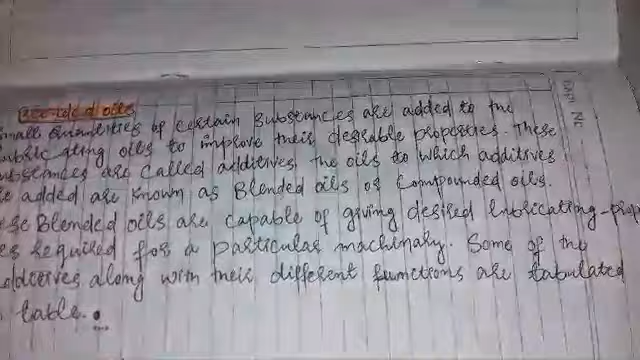 Blended oils
Small quantities of certain substances are added to the
lubricating oils to improve their desirable properties. These
substances are called additives, the oils to which additives
are added are known as Blended oils or Compounded oils.
These Blended oils are capable of giving desired lubricating-prop
es required for a particular machinary. Some of the
additives along with their different functions are tabulated
table.